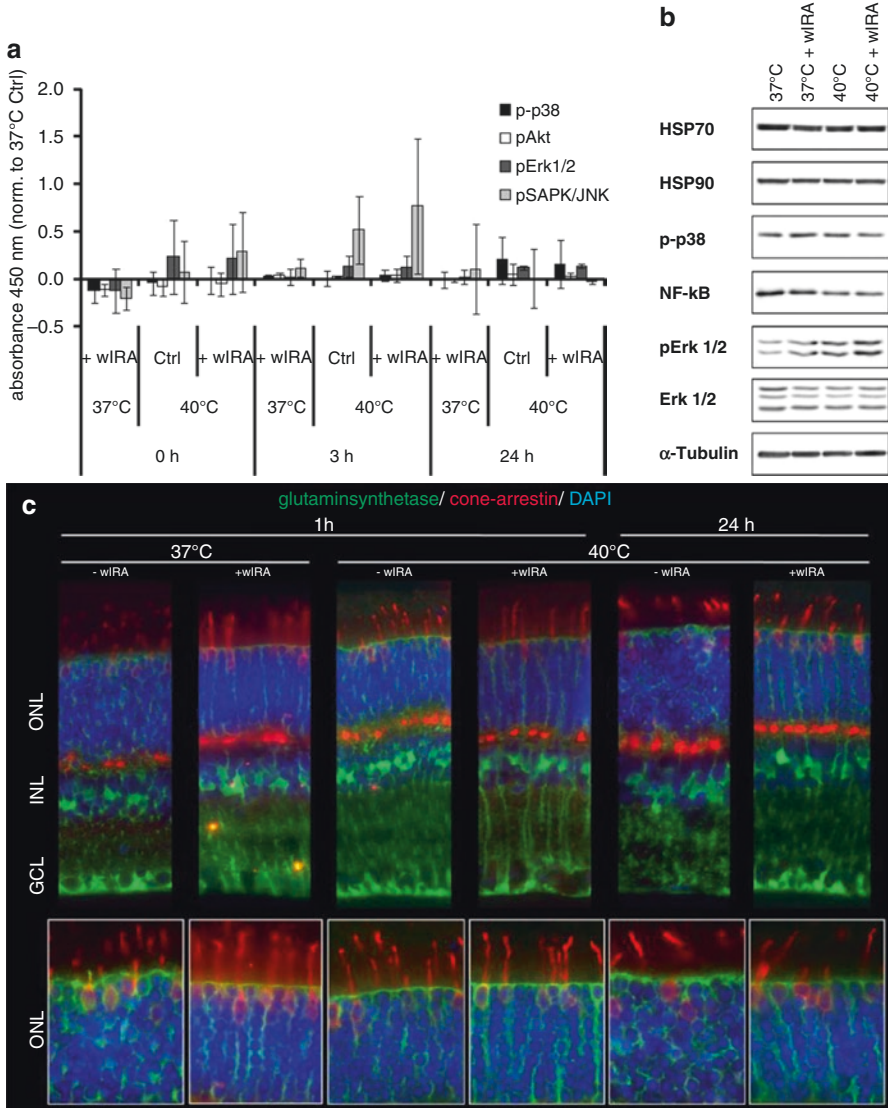 a
absorbance 450 nm (norm. to 37°C Ctrl)
2.0
1.5
1.0
0.5
0.0
–0.5
p-p38
pAkt
pErk1/2
pSAPK/JNK
+ wIRA Ctrl + wIRA + wIRA Ctrl + wIRA + wIRA Ctrl + wIRA
37°C 40°C 37°C 40°C 37°C 40°C
0 h 3 h 24 h
b
37°C
37°C + wIRA
40°C
40°C + wIRA
HSP70
HSP90
p-p38
NF-kB
pErk 1/2
Erk 1/2
α-Tubulin
c
glutaminsynthetase/ cone-arrestin/ DAPI
1h 24 h
37°C 40°C
- wIRA +wIRA - wIRA +wIRA - wIRA +wIRA
ONL
INL
GCL
ONL